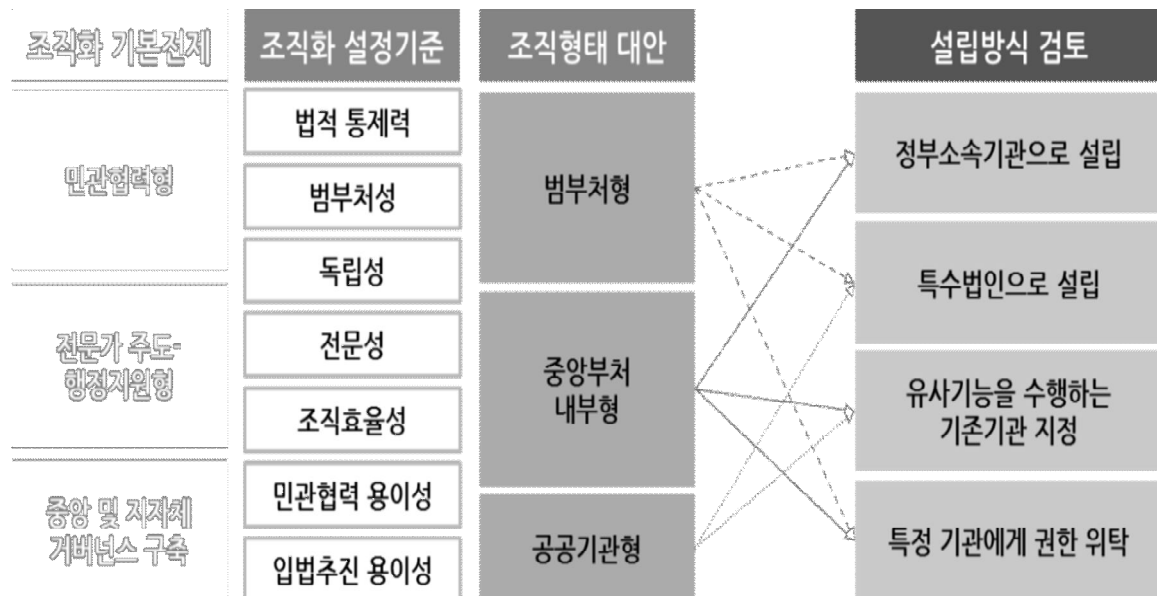 조직화 기본전제
조직화 설정기준
조직형태 대안
설립방식 검토
민관협력형
전문가 주도-
행정지원형
중앙 및 지자체
거버넌스 구축
법적 통제력
범부처성
독립성
전문성
조직효율성
민관협력 용이성
입법추진 용이성
범부처형
중앙부처
내부형
공공기관형
정부소속기관으로 설립
특수법인으로 설립
유사기능을 수행하는
기존기관 지정
특정 기관에게 권한 위탁